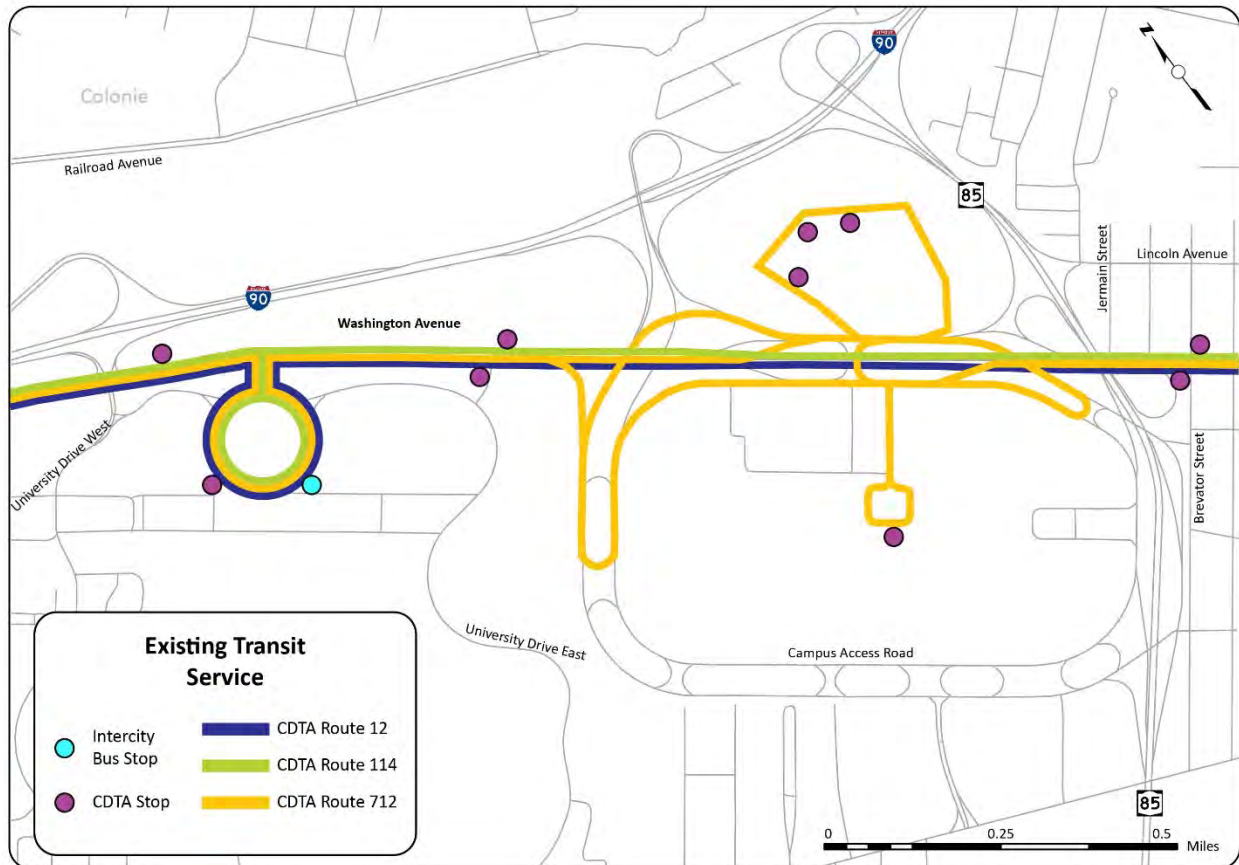 90
N
Colonie
Railroad Avenue
85
Jermain Street
Lincoln Avenue
90
Washington Avenue
University Drive West
Brevator Street
University Drive East
Campus Access Road
Existing Transit
Service
Intercity
Bus Stop
CDTA Stop
CDTA Route 12
CDTA Route 114
CDTA Route 712
85
0
0.25
0.5
Miles